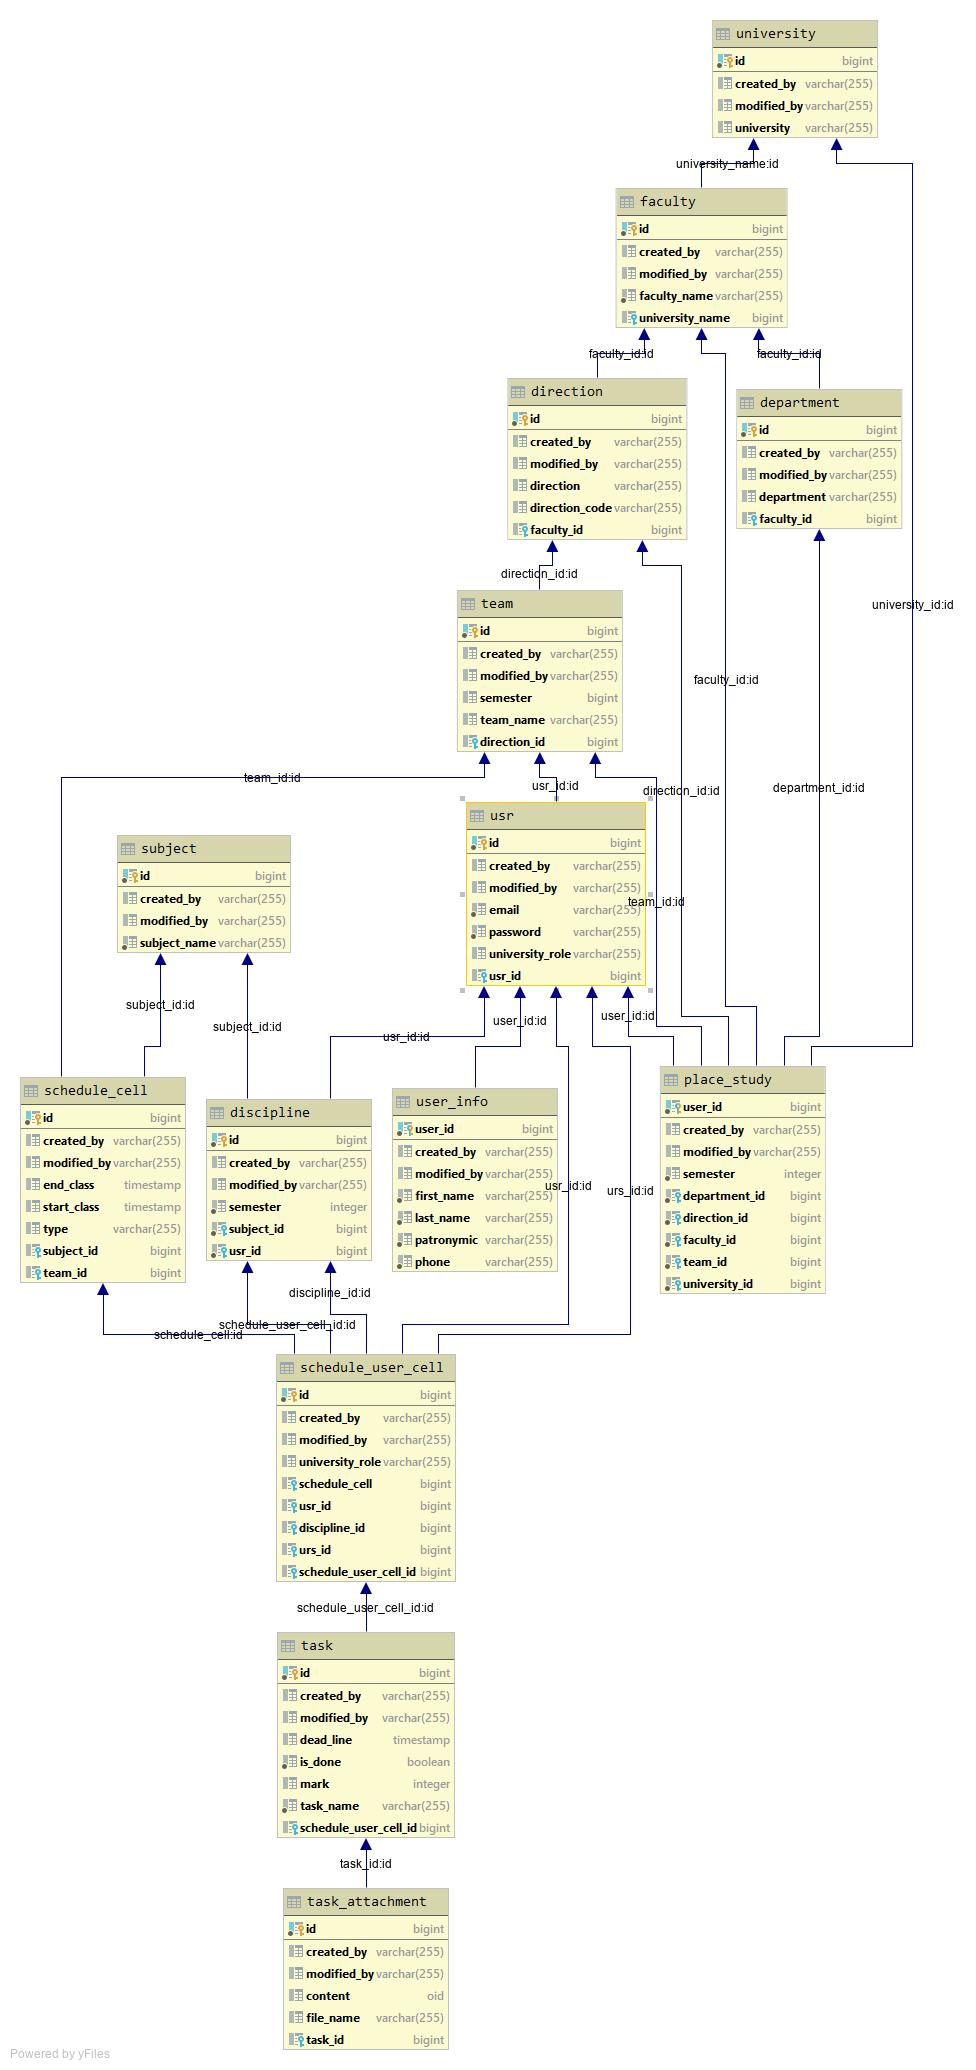 university
id bigint
created_by varchar(255)
modified_by varchar(255)
university varchar(255)
university_name:id
faculty
id bigint
created_by varchar(255)
modified_by varchar(255)
faculty_name varchar(255)
university_name bigint
faculty_id:id
faculty_id:id
direction
id bigint
created_by varchar(255)
modified_by varchar(255)
direction varchar(255)
direction_code varchar(255)
faculty_id bigint
department
id bigint
created_by varchar(255)
modified_by varchar(255)
department varchar(255)
faculty_id bigint
direction_id:id
university_id:id
team
id bigint
created_by varchar(255)
modified_by varchar(255)
semester bigint
team_name varchar(255)
direction_id bigint
faculty_id:id
team_id:id
usr_id:id
direction_id:id
department_id:id
usr
id bigint
created_by varchar(255)
modified_by varchar(255)
email varchar(255)
password varchar(255)
university_role varchar(255)
usr_id bigint
team_id:id
subject
id bigint
created_by varchar(255)
modified_by varchar(255)
subject_name varchar(255)
subject_id:id
subject_id:id
usr_id:id
user_id:id
user_id:id
schedule_cell
id bigint
created_by varchar(255)
modified_by varchar(255)
end_class timestamp
start_class timestamp
type varchar(255)
subject_id bigint
team_id bigint
discipline
id bigint
created_by varchar(255)
modified_by varchar(255)
semester integer
subject_id bigint
usr_id bigint
user_info
user_id bigint
created_by varchar(255)
modified_by varchar(255)
first_name varchar(255)
last_name varchar(255)
patronymic varchar(255)
phone varchar(255)
usr_id:id
urs_id:id
place_study
user_id bigint
created_by varchar(255)
modified_by varchar(255)
semester integer
department_id bigint
direction_id bigint
faculty_id bigint
team_id bigint
university_id bigint
discipline_id:id
schedule_user_cell_id:id
schedule_cell:id
schedule_user_cell
id bigint
created_by varchar(255)
modified_by varchar(255)
university_role varchar(255)
schedule_cell bigint
usr_id bigint
discipline_id bigint
urs_id bigint
schedule_user_cell_id bigint
schedule_user_cell_id:id
task
id bigint
created_by varchar(255)
modified_by varchar(255)
dead_line timestamp
is_done boolean
mark integer
task_name varchar(255)
schedule_user_cell_id bigint
task_id:id
task_attachment
id bigint
created_by varchar(255)
modified_by varchar(255)
content oid
file_name varchar(255)
task_id bigint
Powered by yFiles